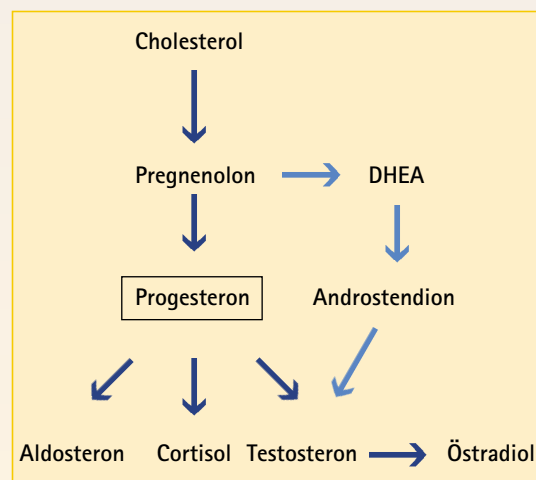 Cholesterol
Pregnenolon DHEA
Progesteron Androstendion
Aldosteron Cortisol Testosteron Östradiol